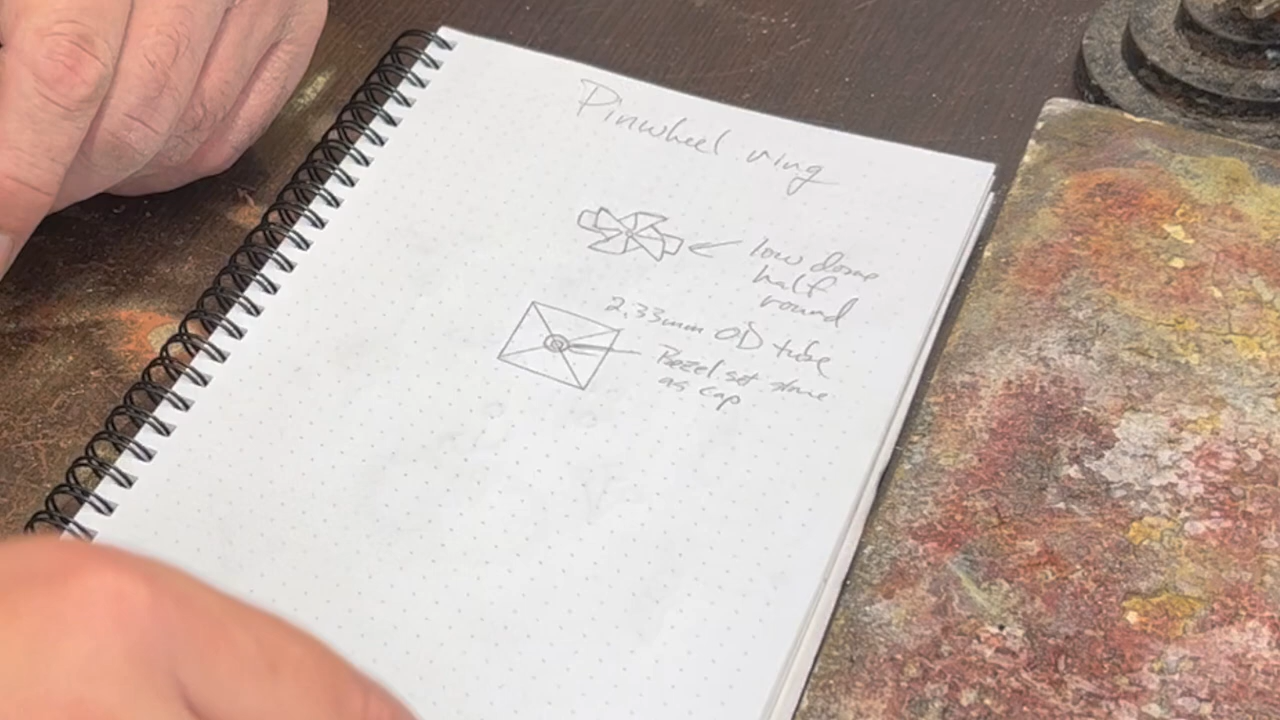 Pinwheel ring
low dome
half
round
2.33mm OD tube
Bezel set stone
as cap